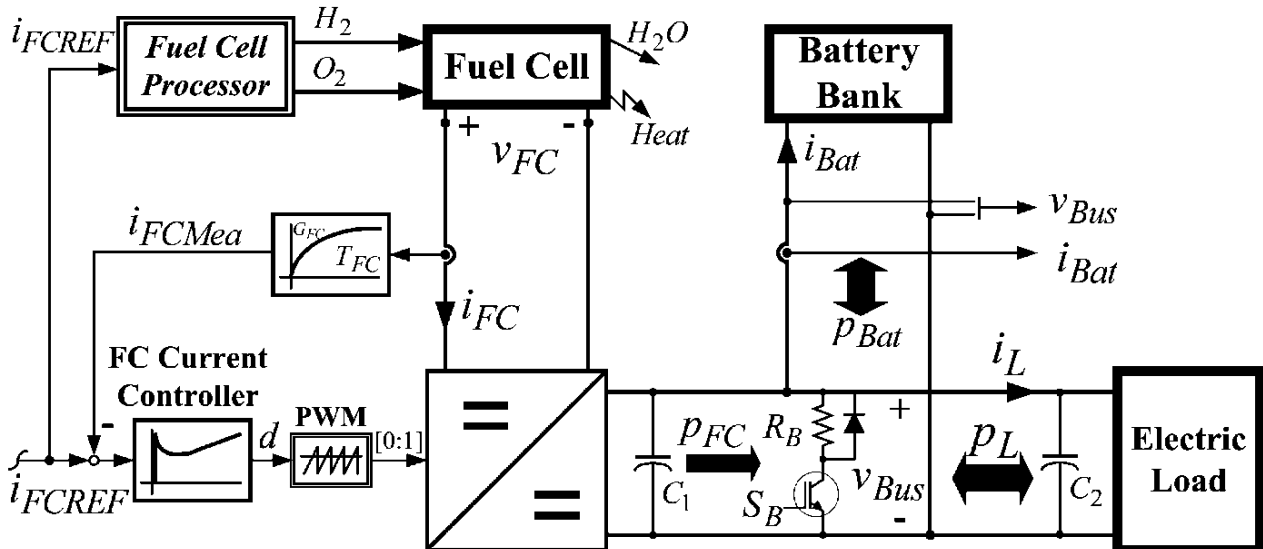 i_FCREF
Fuel Cell
Processor
H_2
O_2
Fuel Cell
H_2O
Heat
+
-
v_FC
Battery
Bank
i_Bat
v_Bus
i_Bat
p_Bat
i_FCMea
G_FC
T_FC
i_FC
FC Current
Controller
-
d
PWM
[0:1]
i_FCREF
=
=
C_1
p_FC
R_B
S_B
+
v_Bus
-
i_L
p_L
C_2
Electric
Load